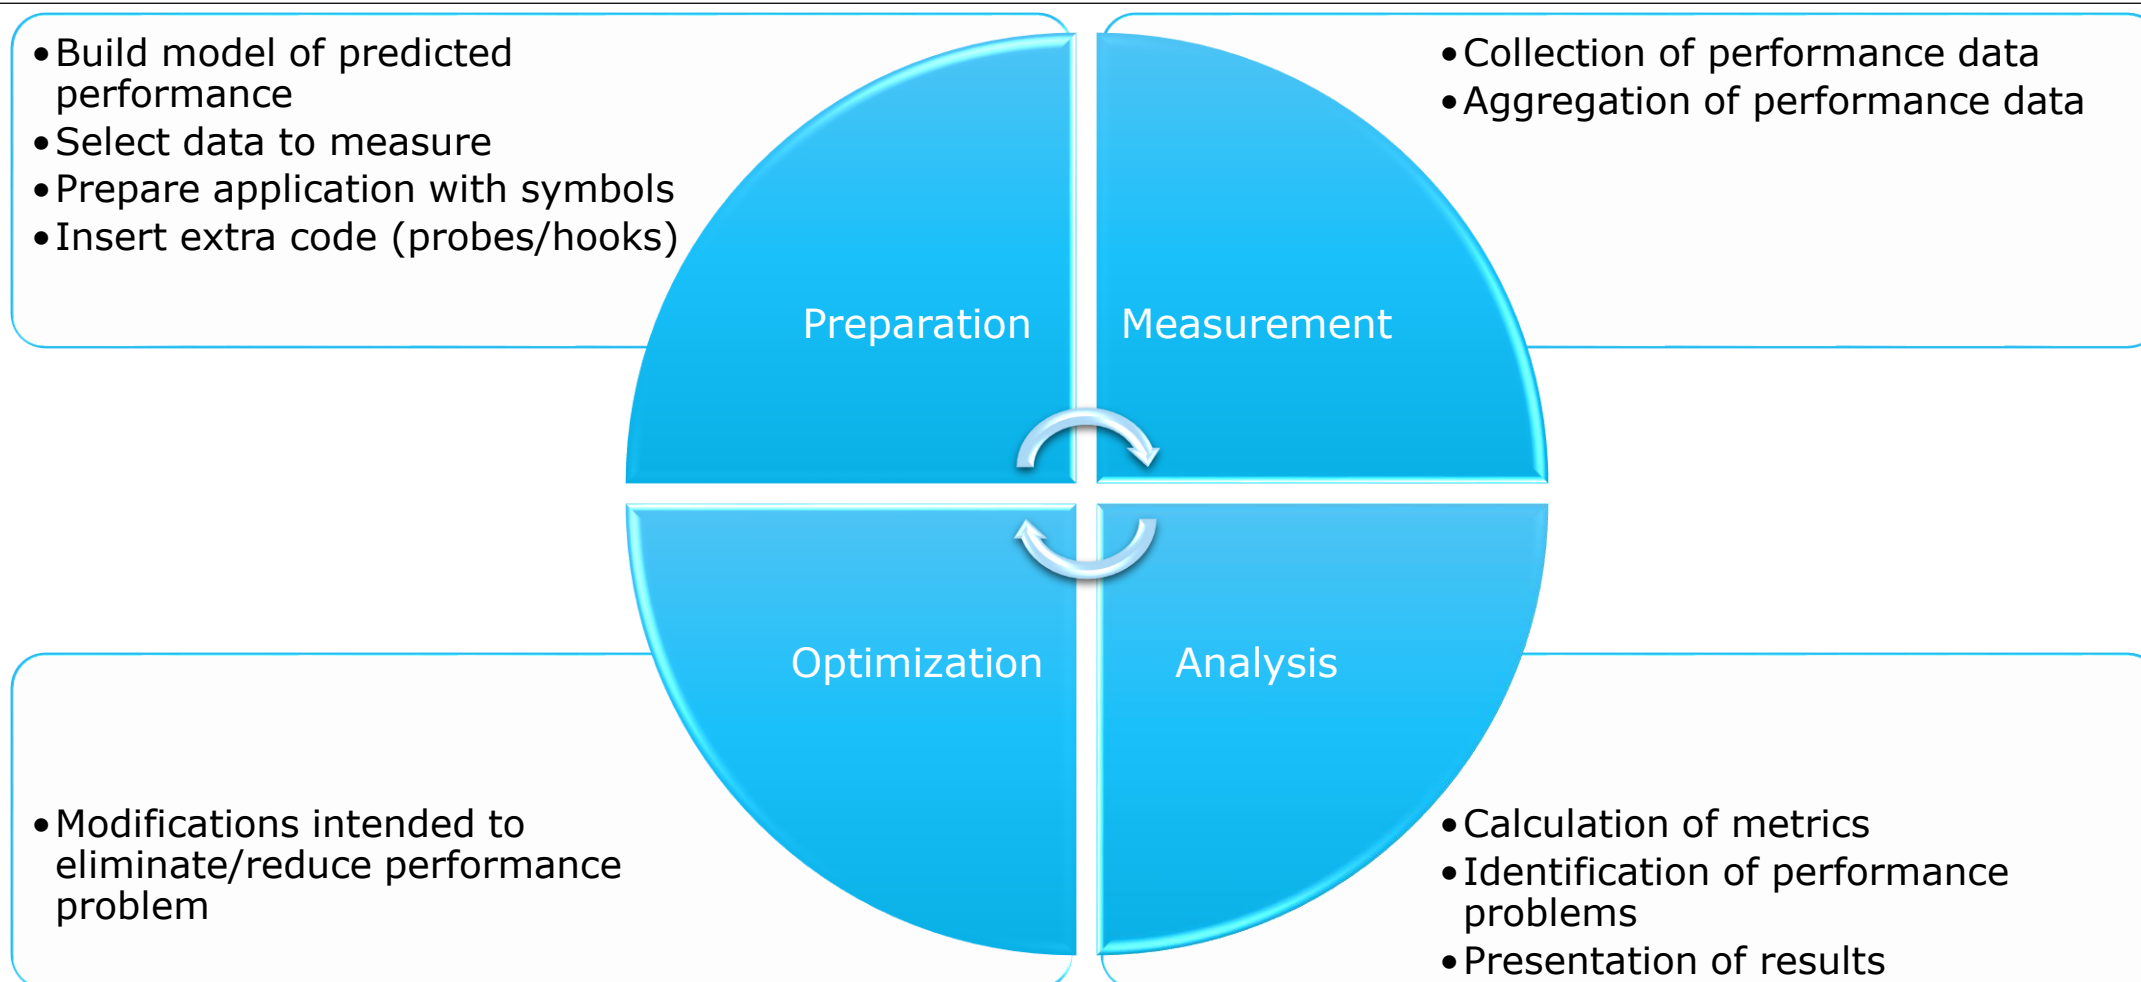 •Build model of predicted
performance
•Select data to measure
•Prepare application with symbols
•Insert extra code (probes/hooks)
Preparation
•Collection of performance data
•Aggregation of performance data
Measurement
Optimization
•Modifications intended to
eliminate/reduce performance
problem
Analysis
•Calculation of metrics
•Identification of performance
problems
•Presentation of results